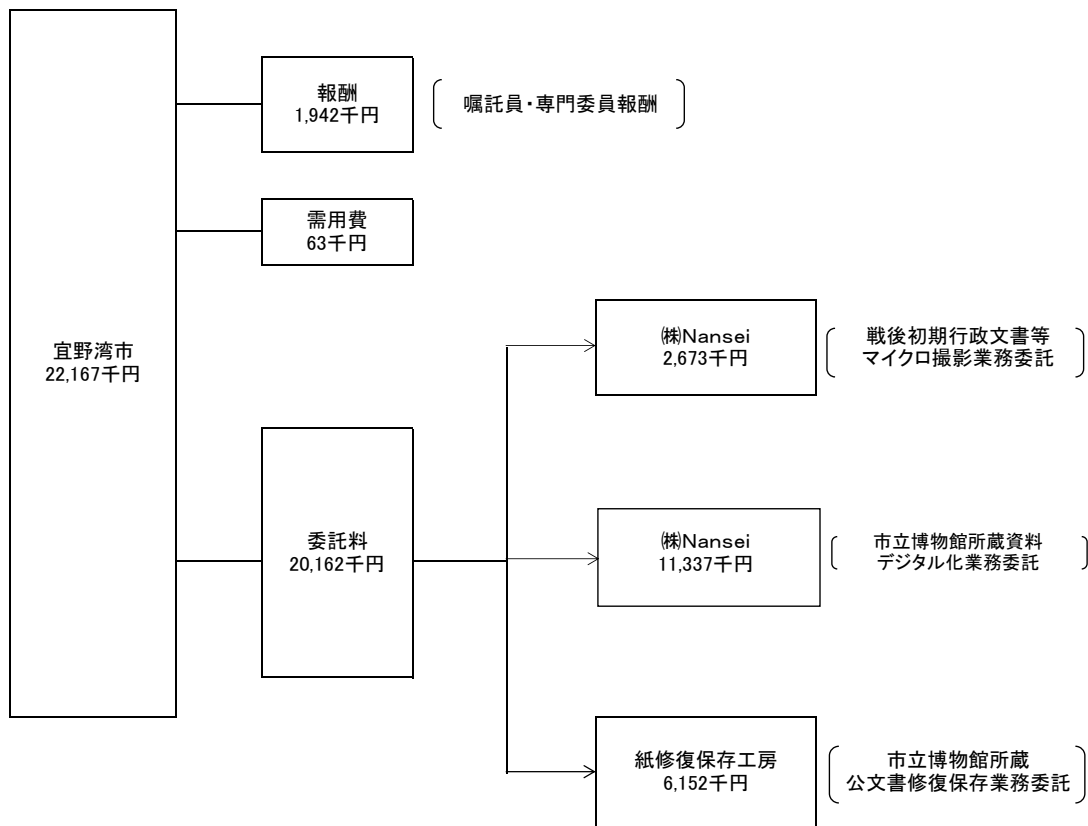 報酬
1,942千円
嘱託員・専門委員報酬
需用費
63千円
宜野湾市
22,167千円
㈱Nansei
2,673千円
戦後初期行政文書等
マイクロ撮影業務委託
委託料
20,162千円
㈱Nansei
11,337千円
市立博物館所蔵資料
デジタル化業務委託
紙修復保存工房
6,152千円
市立博物館所蔵
公文書修復保存業務委託